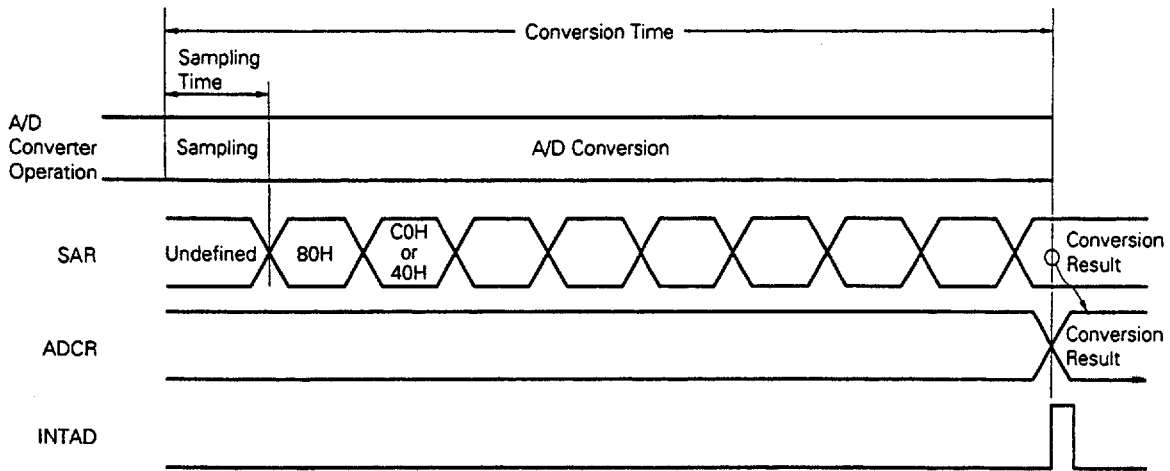 Conversion Time
Sampling
Time
A/D
Converter
Operation
Sampling
A/D Conversion
SAR
Undefined
80H
C0H
or
40H
Conversion
Result
ADCR
Conversion
Result
INTAD